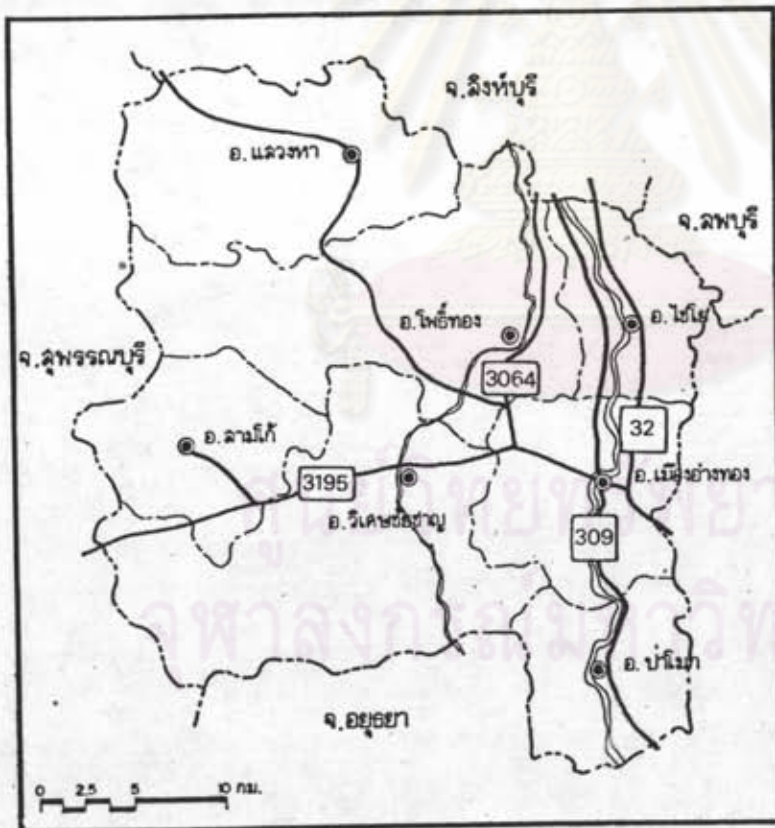 จ.สิงห์บุรี
อ. แสวงหา
จ.ลพบุรี
อ. โพธิ์ทอง
อ. ไชโย
จ.สุพรรณบุรี
3064
32
อ. สามโก้
อ.เมืองอ่างทอง
3195
อ. วิเศษชัยชาญ
309
อ. ป่าโมก
จ.อยุธยา
0 2.5 5 10 กม.